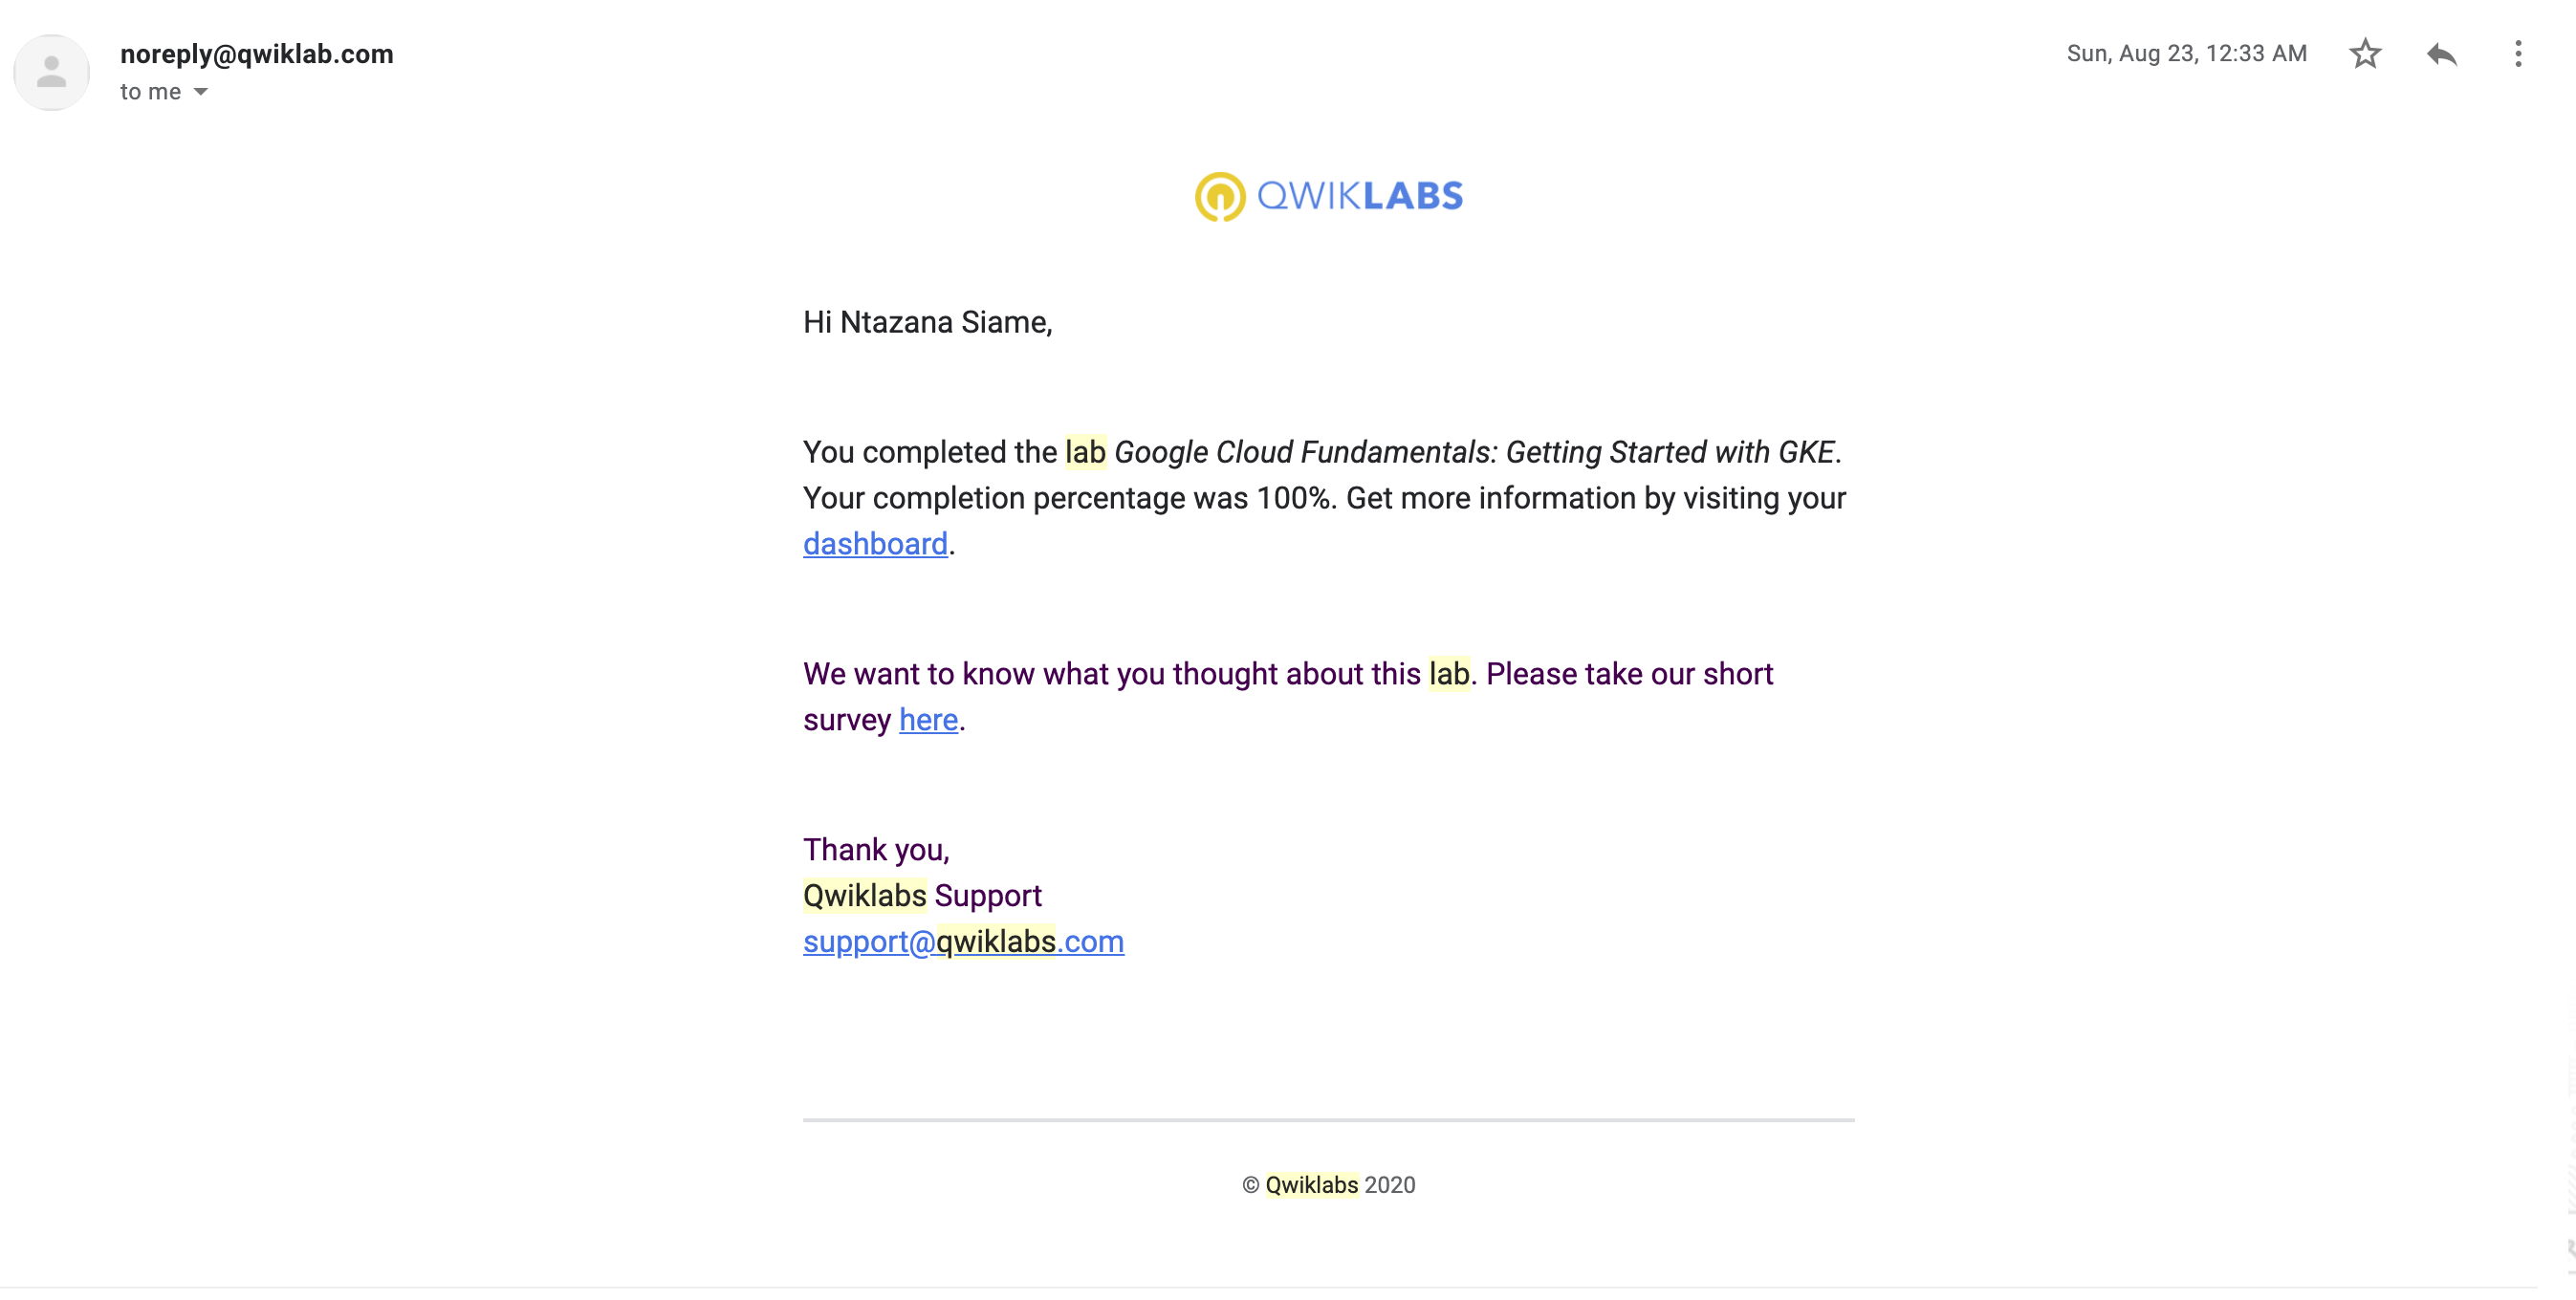 noreply@qwiklab.com
Sun, Aug 23, 12:33 AM
to me
QWIKLABS
Hi Ntazana Siame,
You completed the lab Google Cloud Fundamentals: Getting Started with GKE.
Your completion percentage was 100%. Get more information by visiting your
dashboard.
We want to know what you thought about this lab. Please take our short
survey here.
Thank you,
Qwiklabs Support
support@qwiklabs.com
© Qwiklabs 2020